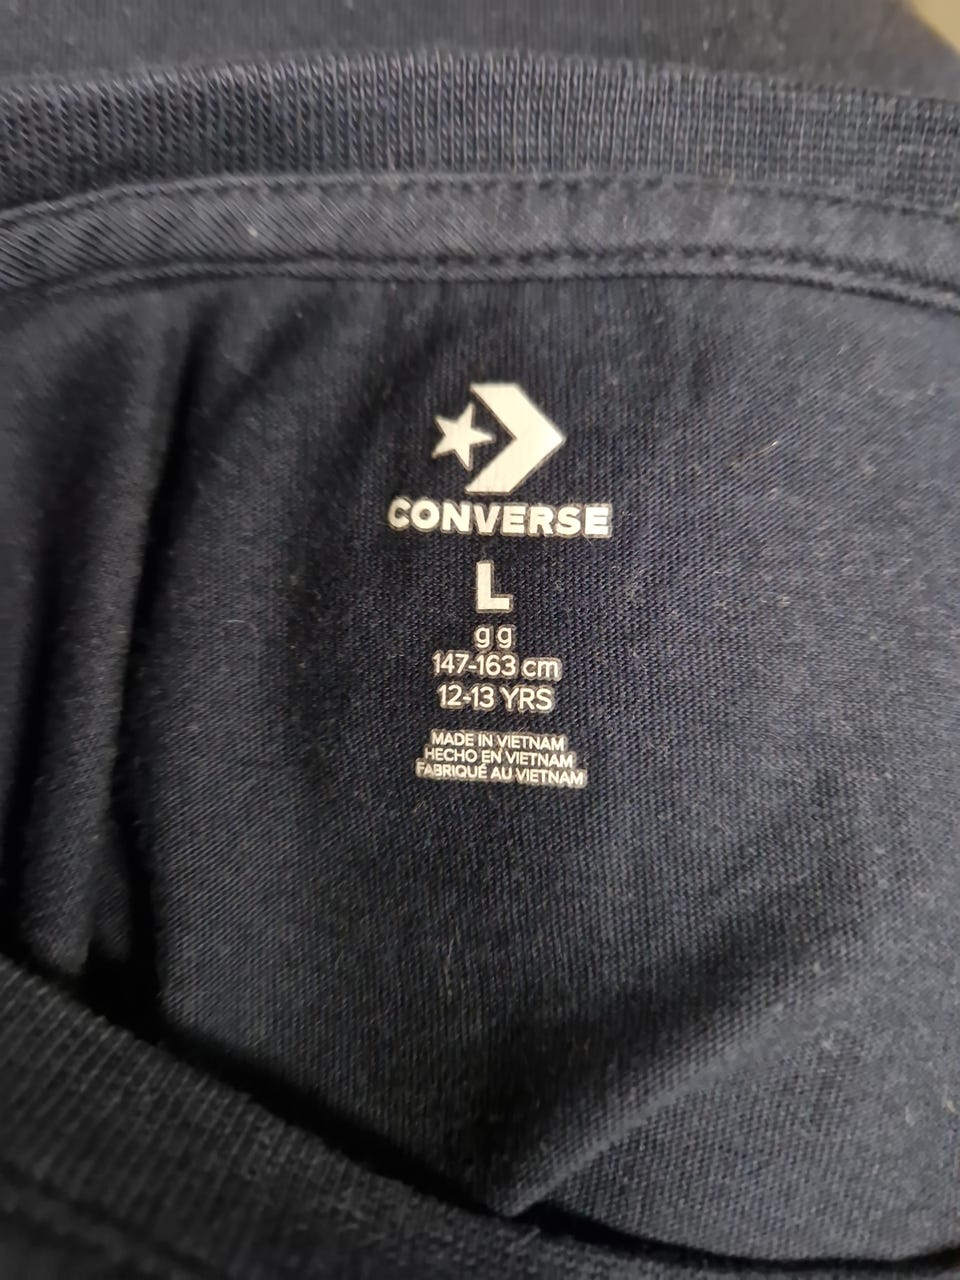 CONVERSE
L
g g
147-163 cm
12-13 YRS
MADE IN VIETNAM
HECHO EN VIETNAM
FABRIQUÉ AU VIETNAM